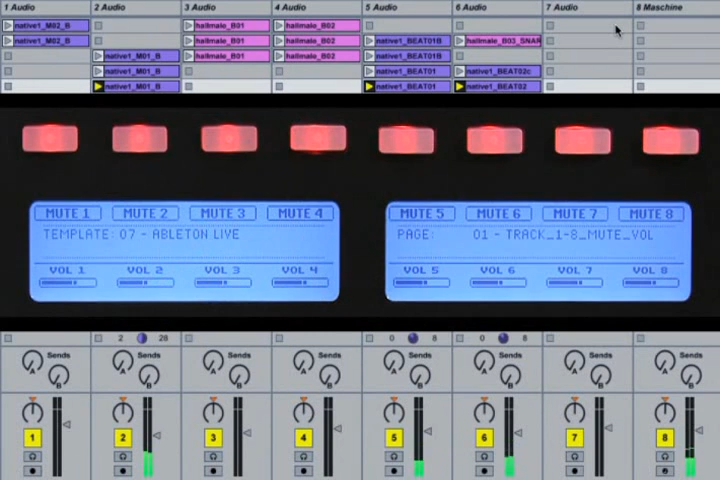 1 Audio 2 Audio 3 Audio 4 Audio 5 Audio 6 Audio 7 Audio 8 Maschine
native1_M02_B hallmale_B01 hallmale_B02
native1_M02_B hallmale_B01 hallmale_B02 native1_BEAT01B hallmale_B03_SNAR
native1_M01_B hallmale_B01 hallmale_B02 native1_BEAT01B
native1_M01_B native1_BEAT01 native1_BEAT02c
native1_M01_B native1_BEAT01 native1_BEAT02
MUTE 1 MUTE 2 MUTE 3 MUTE 4 MUTE 5 MUTE 6 MUTE 7 MUTE 8
TEMPLATE: 07 - ABLETON LIVE PAGE: 01 - TRACK_1-8_MUTE_VOL
VOL 1 VOL 2 VOL 3 VOL 4 VOL 5 VOL 6 VOL 7 VOL 8
2 28 0 8 0 8
Sends Sends Sends Sends Sends Sends Sends Sends
A A A A A A A A
B B B B B B B B
1 2 3 4 5 6 7 8